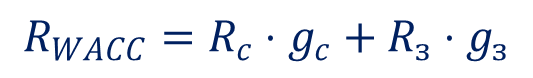 R_WACC = R_c · g_c + R_з · g_з